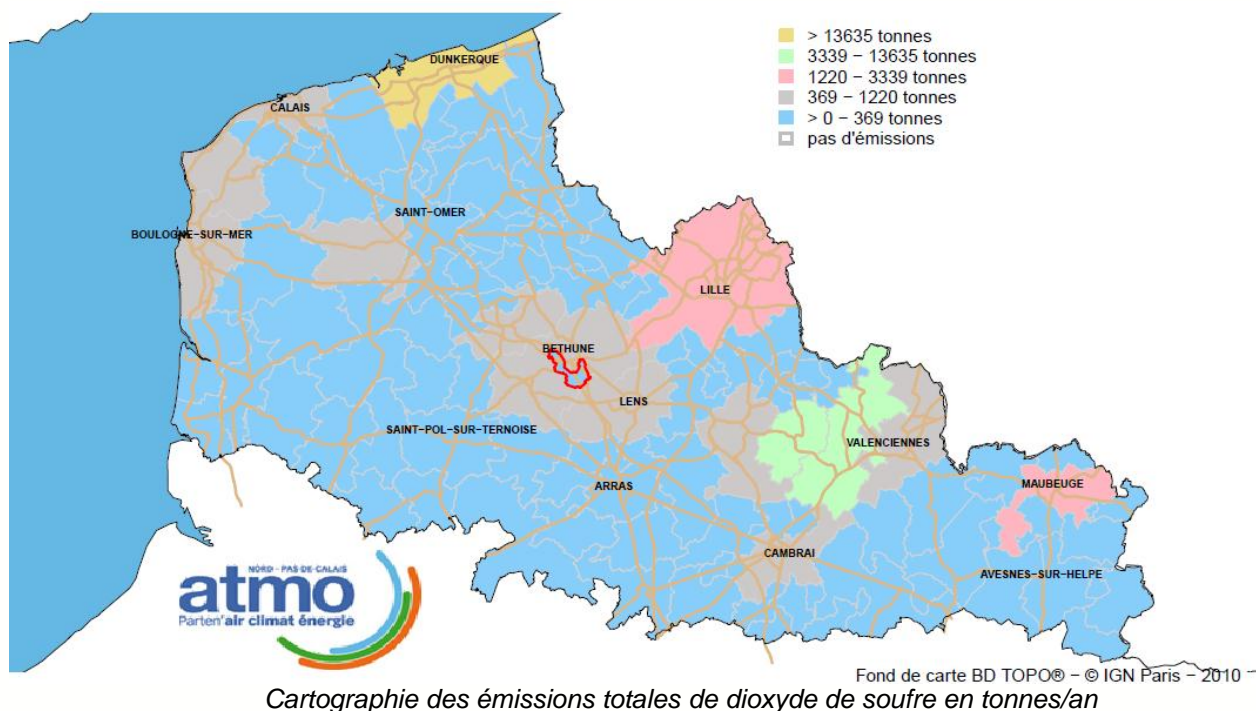 > 13635 tonnes
3339 − 13635 tonnes
1220 − 3339 tonnes
369 − 1220 tonnes
> 0 − 369 tonnes
pas d'émissions
DUNKERQUE
CALAIS
SAINT−OMER
BOULOGNE−SUR−MER
LILLE
BETHUNE
LENS
SAINT−POL−SUR−TERNOISE
VALENCIENNES
MAUBEUGE
ARRAS
CAMBRAI
AVESNES−SUR−HELPE
NORD - PAS-DE-CALAIS
atmo
Parten'air climat énergie
Fond de carte BD TOPO® − © IGN Paris − 2010 −
Cartographie des émissions totales de dioxyde de soufre en tonnes/an